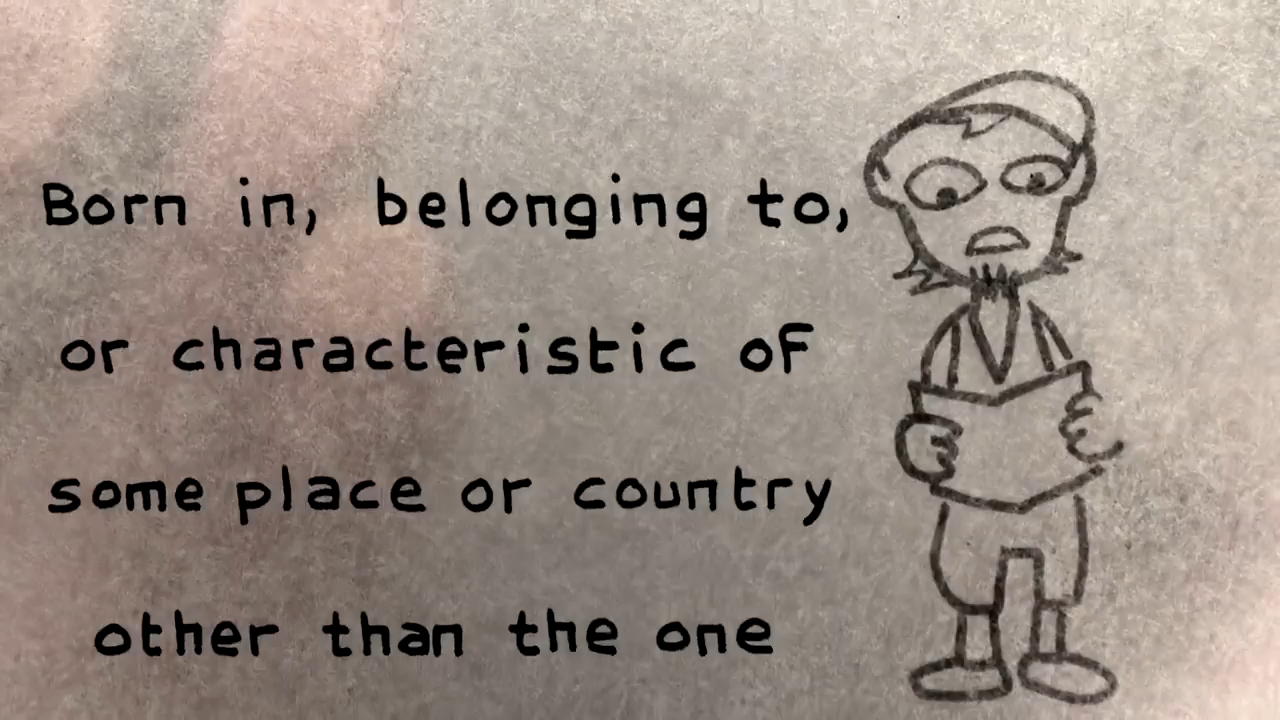 Born in, belonging to,
or characteristic of
some place or country
other than the one